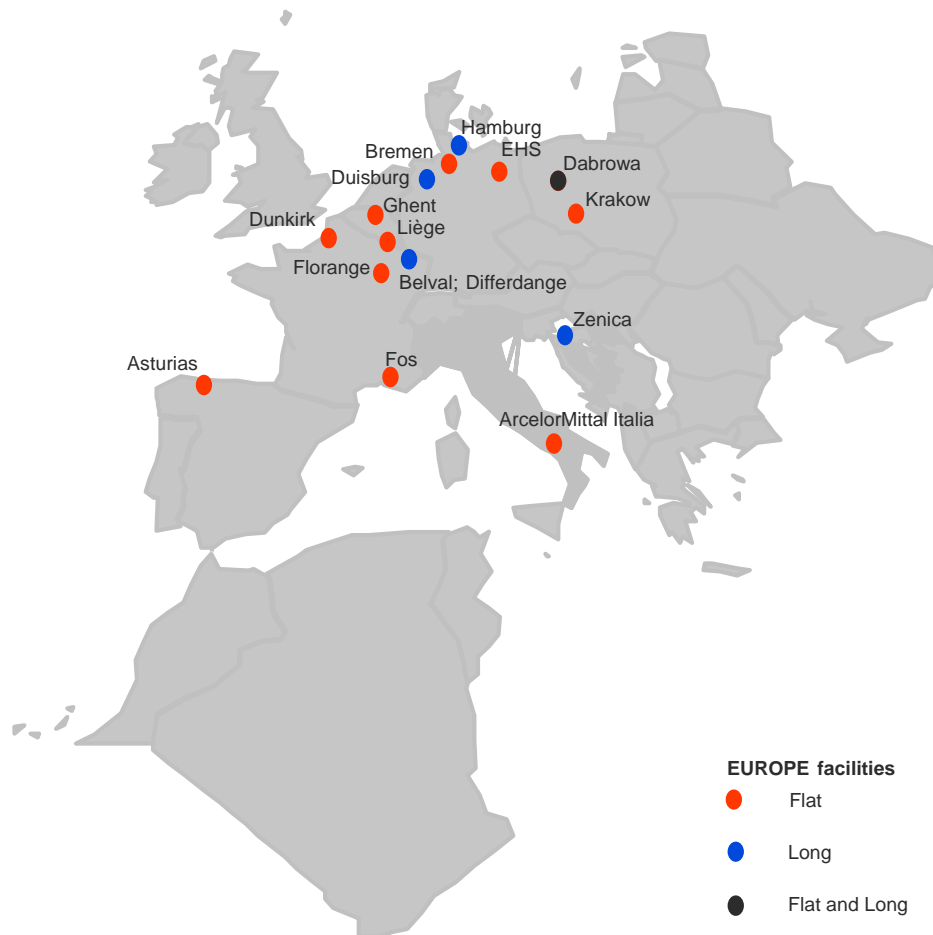 Hamburg
Bremen
EHS
Duisburg
Dabrowa
Ghent
Krakow
Dunkirk
Liège
Florange
Belval; Differdange
Zenica
Asturias
Fos
ArcelorMittal Italia
EUROPE facilities
Flat
Long
Flat and Long